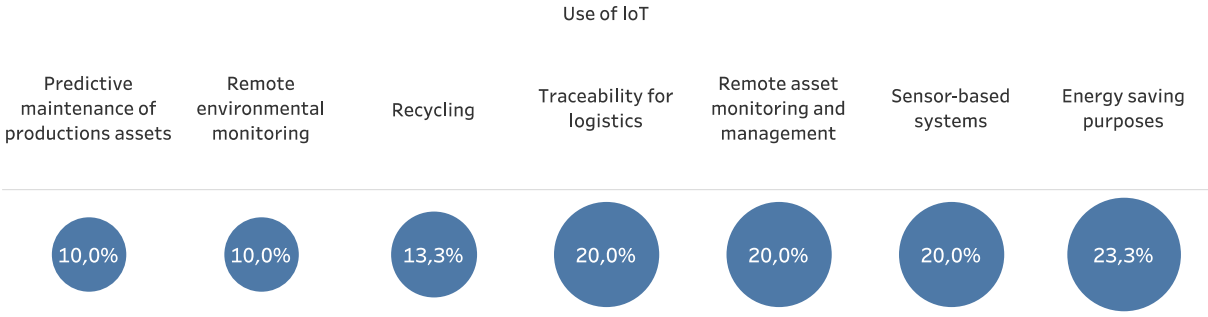 Use of IoT
Predictive
maintenance of
productions assets
Remote
environmental
monitoring
Recycling
Traceability for
logistics
Remote asset
monitoring and
management
Sensor-based
systems
Energy saving
purposes
10,0%
10,0%
13,3%
20,0%
20,0%
20,0%
23,3%